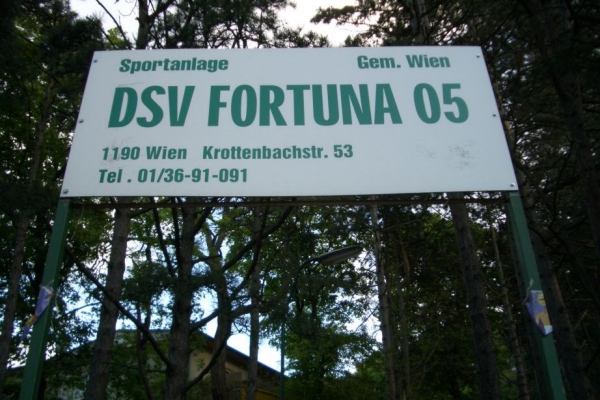 Sportanlage Gem. Wien
DSV FORTUNA 05
1190 Wien Krottenbachstr. 53
Tel . 01/36-91-091